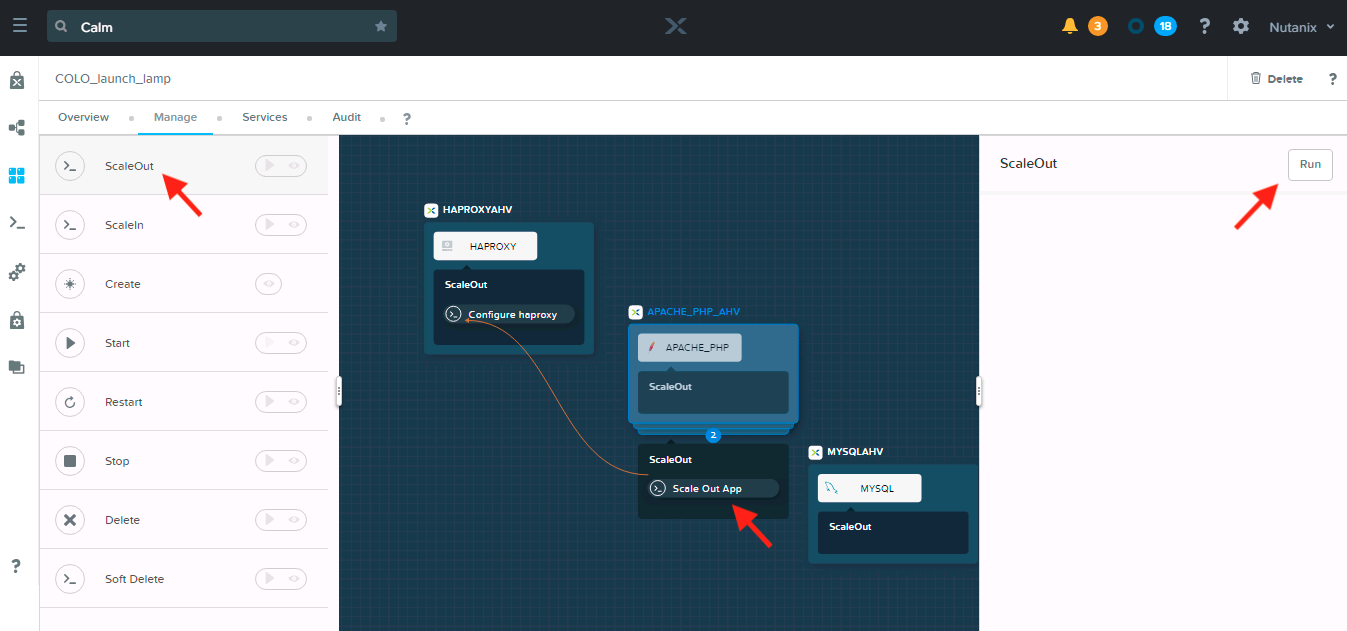 Calm
3
18
?
Nutanix
COLO_launch_lamp
Delete
?
Overview
Manage
Services
Audit
?
ScaleOut
ScaleIn
Create
Start
Restart
Stop
Delete
Soft Delete
?
HAPROXYAHV
HAPROXY
ScaleOut
Configure haproxy
APACHE_PHP_AHV
APACHE_PHP
ScaleOut
2
ScaleOut
Scale Out App
MYSQLAHV
MYSQL
ScaleOut
ScaleOut
Run